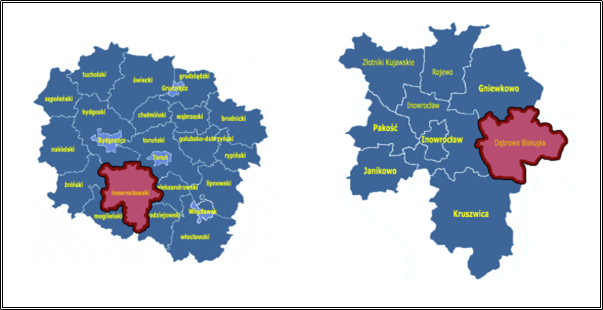 tucholski
świecki
grudziądzki
Grudziądz
sępoleński
bydgoski
chełmiński
wąbrzeski
brodnicki
Bydgoszcz
toruński
golubsko-dobrzyński
nakielski
Toruń
rypiński
żniński
inowrocławski
aleksandrowski
lipnowski
mogileński
radziejowski
Włocławek
włocławski
Złotniki Kujawskie
Rojewo
Gniewkowo
Inowrocław
Pakość
Inowrocław
Dąbrowa Biskupia
Janikowo
Kruszwica